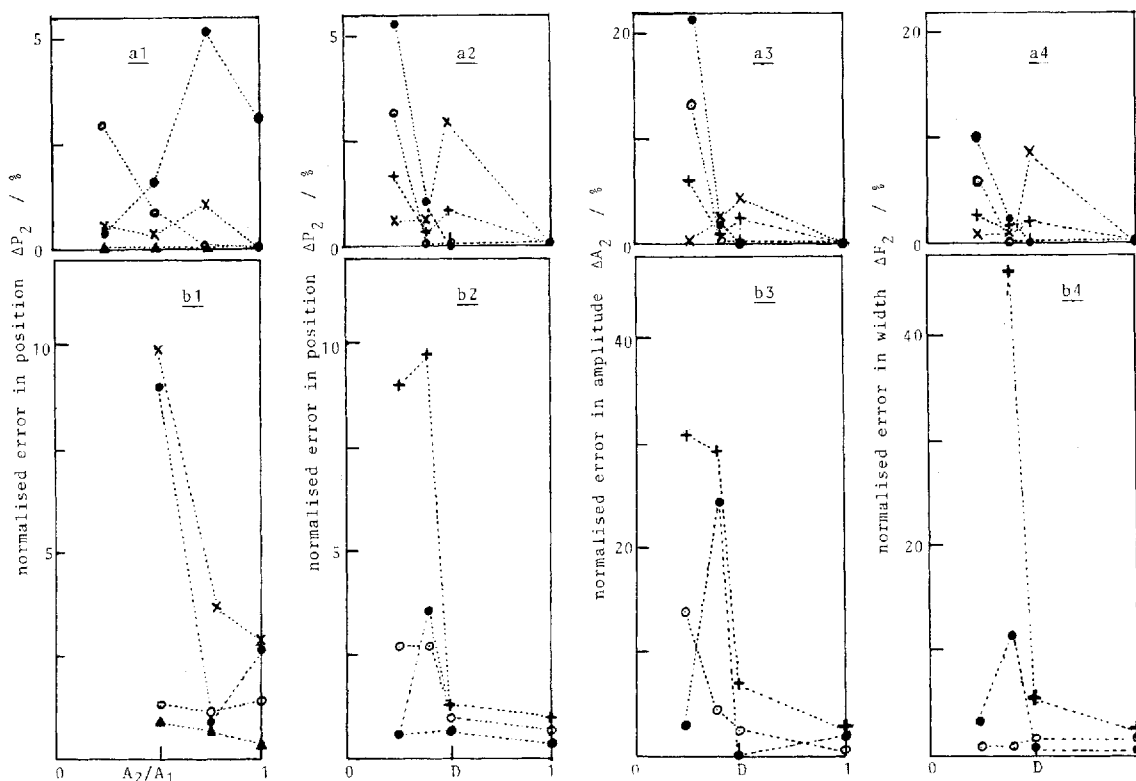 5
0
a1
5
0
a2
20
0
a3
20
10
0
a4
normalised error in position ΔP2 / %
10
5
b1
0
A2/A1
1
normalised error in position ΔP2 / %
10
5
b2
0
D
1
normalised error in amplitude ΔA2 / %
40
20
b3
0
D
1
normalised error in width ΔF2 / %
40
20
b4
0
D
1